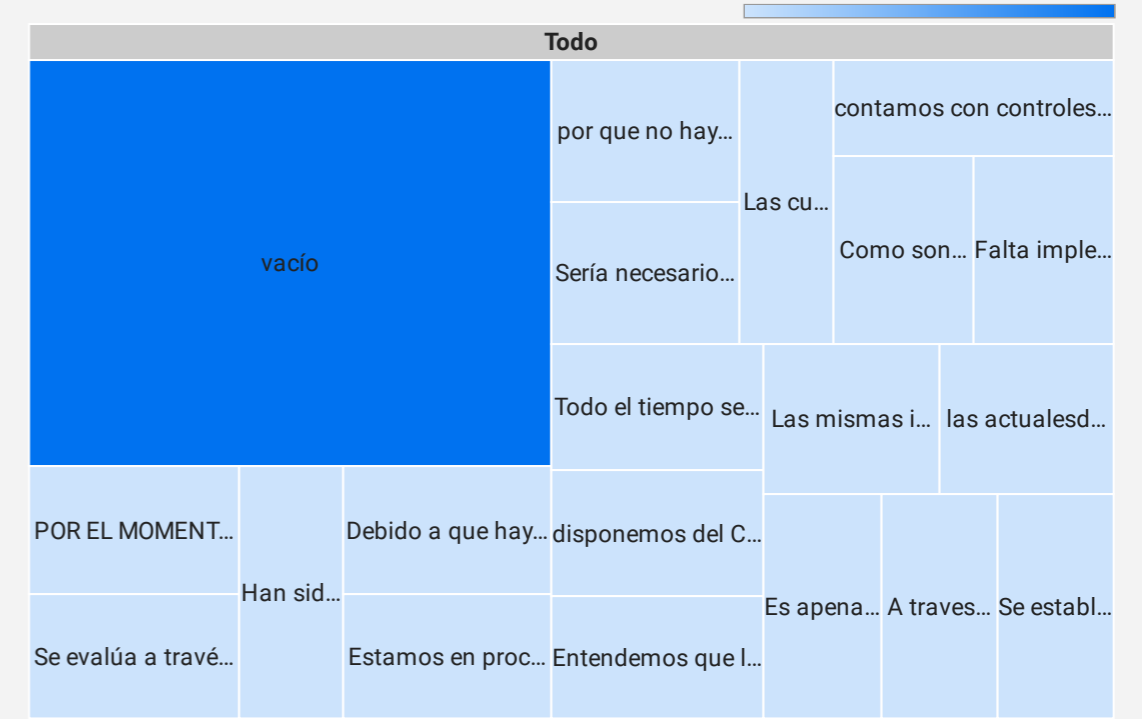 Todo
vacío
por que no hay...
Sería necesario...
Las cu...
contamos con controles...
Como son...
Falta imple...
Todo el tiempo se...
Las mismas i...
las actualesd...
POR EL MOMENT...
Han sid...
Debido a que hay...
disponemos del C...
Es apena...
A traves...
Se establ...
Se evalúa a travé...
Estamos en proc...
Entendemos que l...